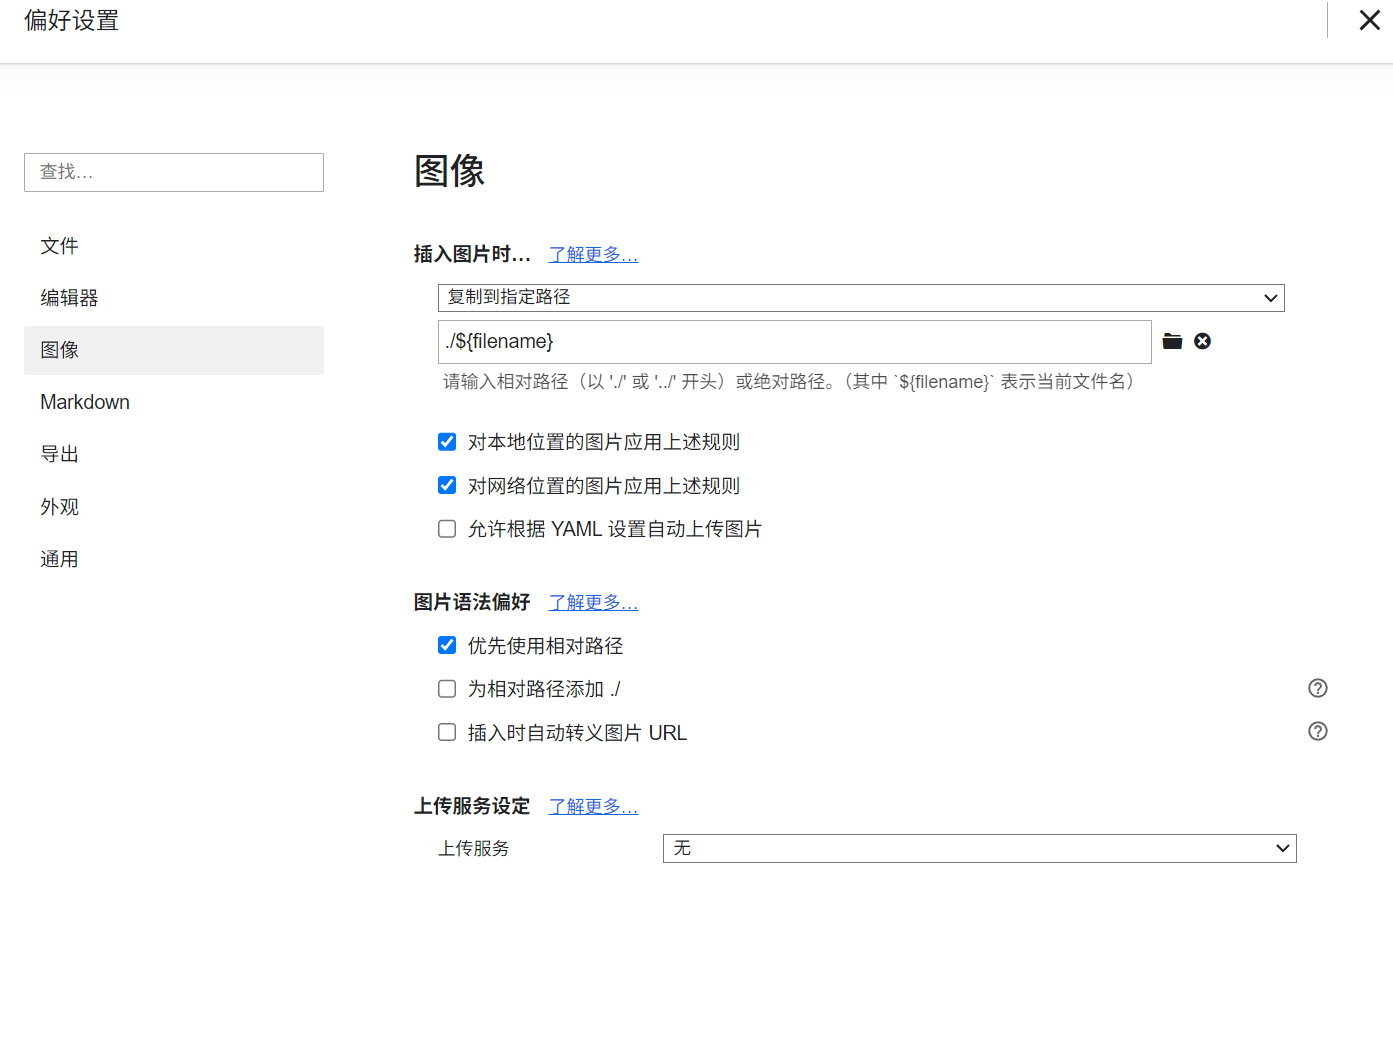 偏好设置
查找...
文件
编辑器
图像
Markdown
导出
外观
通用
图像
插入图片时... 了解更多...
复制到指定路径
./${filename}
请输入相对路径（以 './' 或 '../' 开头）或绝对路径。（其中 `${filename}` 表示当前文件名）
对本地位置的图片应用上述规则
对网络位置的图片应用上述规则
允许根据 YAML 设置自动上传图片
图片语法偏好 了解更多...
优先使用相对路径
为相对路径添加 ./
插入时自动转义图片 URL
上传服务设定 了解更多...
上传服务 无